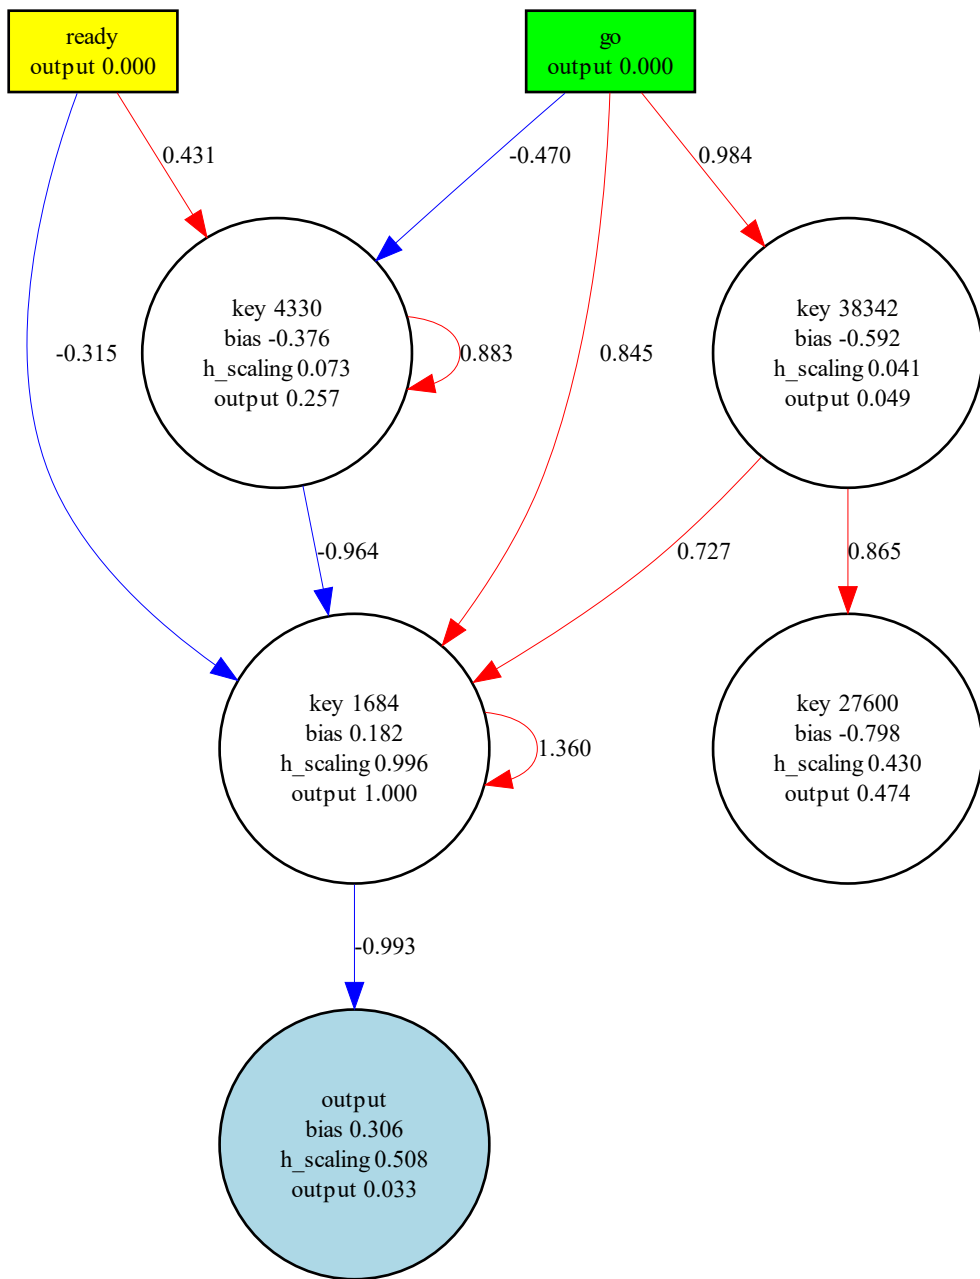 ready
output 0.000
go
output 0.000
0.431
-0.470
0.984
key 4330
bias -0.376
h_scaling 0.073
output 0.257
key 38342
bias -0.592
h_scaling 0.041
output 0.049
-0.315
0.883
0.845
-0.964
0.727
0.865
key 1684
bias 0.182
h_scaling 0.996
output 1.000
1.360
key 27600
bias -0.798
h_scaling 0.430
output 0.474
-0.993
output
bias 0.306
h_scaling 0.508
output 0.033